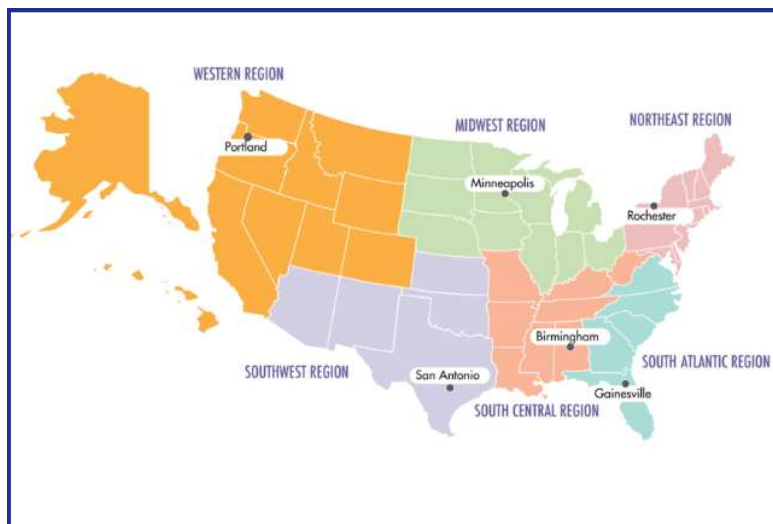 WESTERN REGION
MIDWEST REGION
NORTHEAST REGION
Portland
Minneapolis
Rochester
Birmingham
SOUTHWEST REGION
San Antonio
SOUTH ATLANTIC REGION
Gainesville
SOUTH CENTRAL REGION